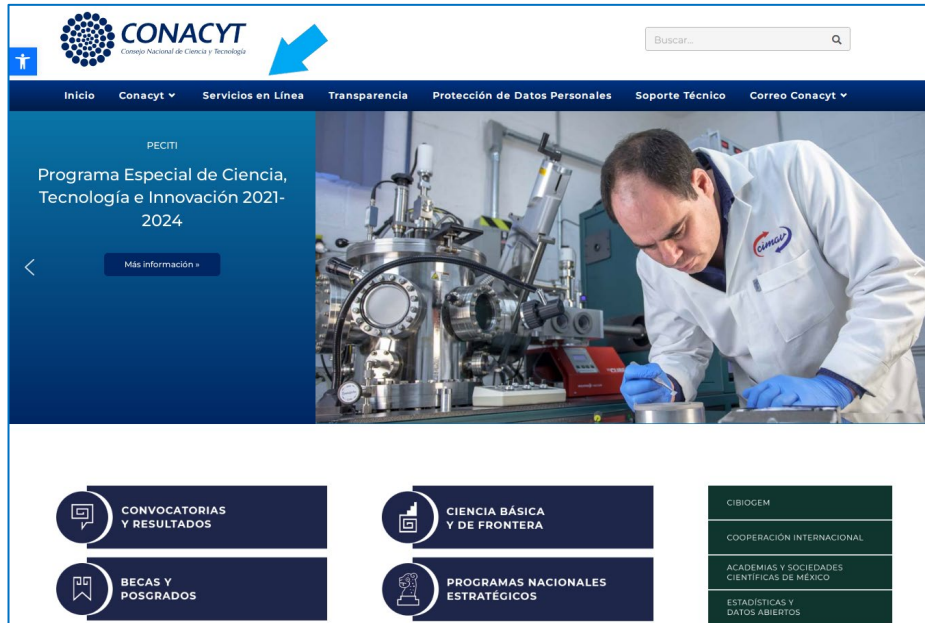 CONACYT
Consejo Nacional de Ciencia y Tecnología
Buscar...
Inicio Conacyt Servicios en Línea Transparencia Protección de Datos Personales Soporte Técnico Correo Conacyt
PECITI
Programa Especial de Ciencia,
Tecnología e Innovación 2021-
2024
Más información »
cimav
CONVOCATORIAS
Y RESULTADOS
CIENCIA BÁSICA
Y DE FRONTERA
BECAS Y
POSGRADOS
PROGRAMAS NACIONALES
ESTRATÉGICOS
CIBIOGEM
COOPERACIÓN INTERNACIONAL
ACADEMIAS Y SOCIEDADES
CIENTÍFICAS DE MÉXICO
ESTADÍSTICAS Y
DATOS ABIERTOS